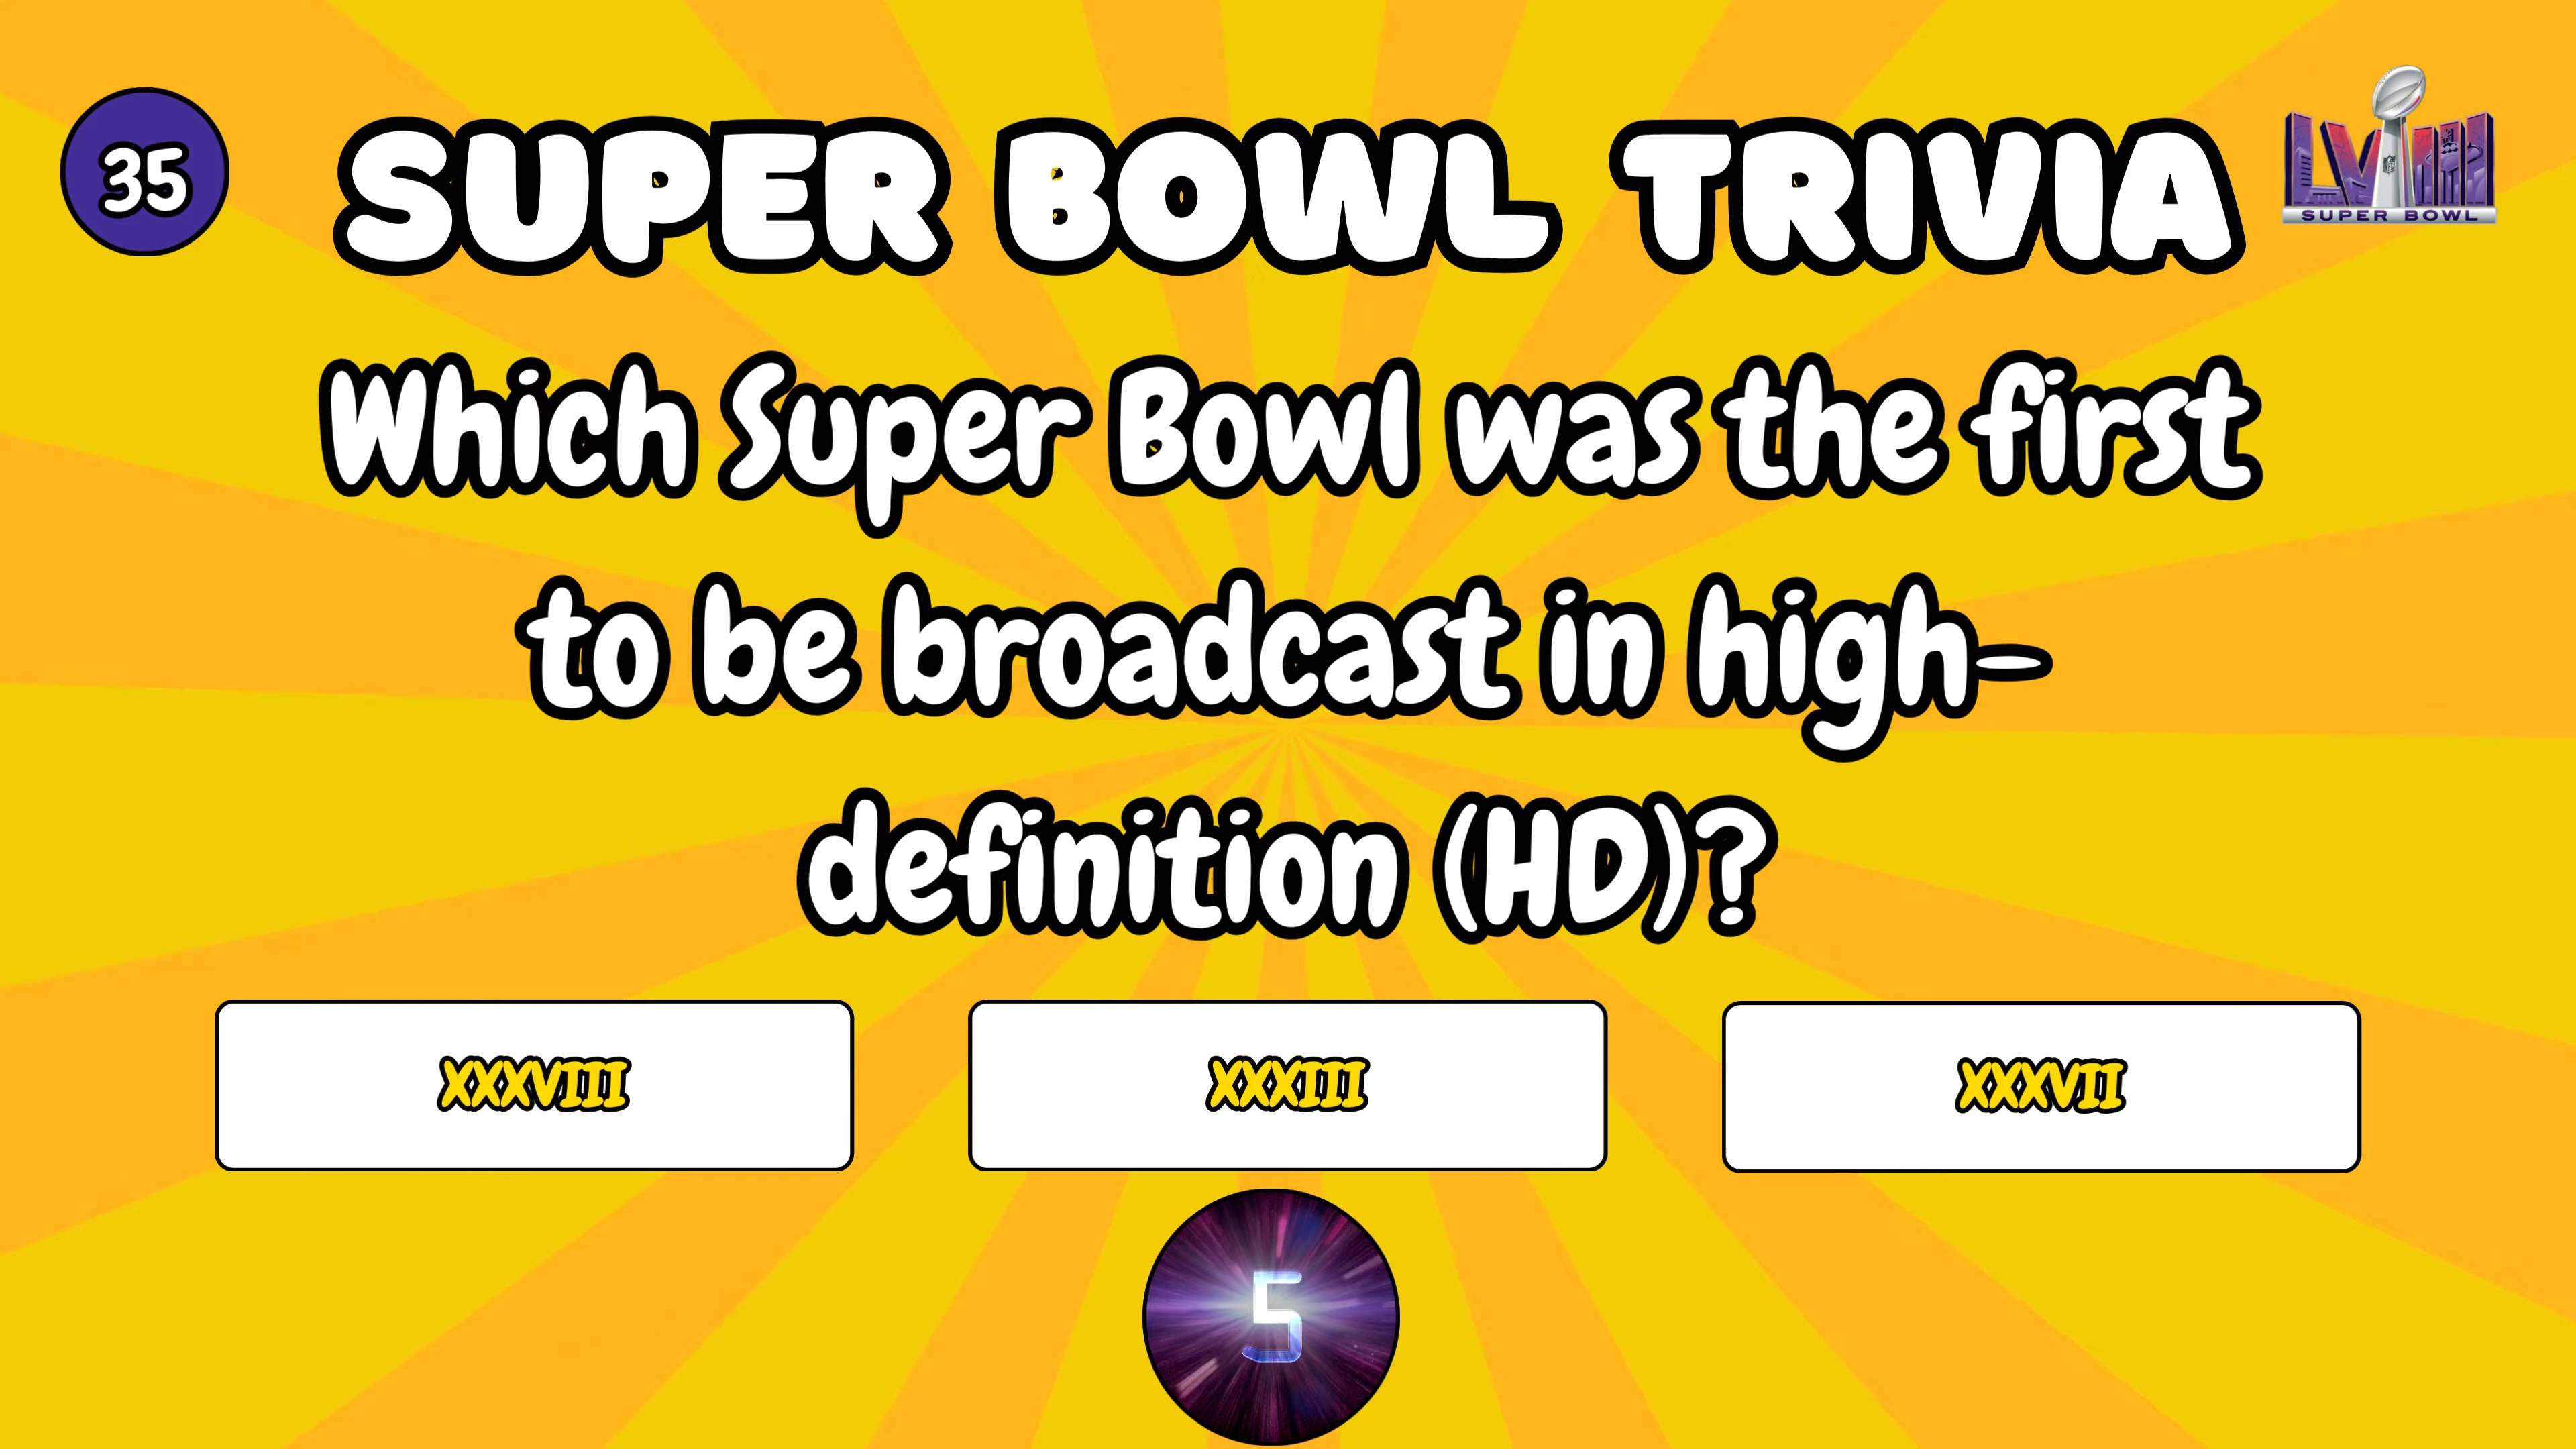 35
SUPER BOWL TRIVIA
LVIII
SUPER BOWL
Which Super Bowl was the first
to be broadcast in high-
definition (HD)?
XXXVIII
XXXIII
XXXVII
5